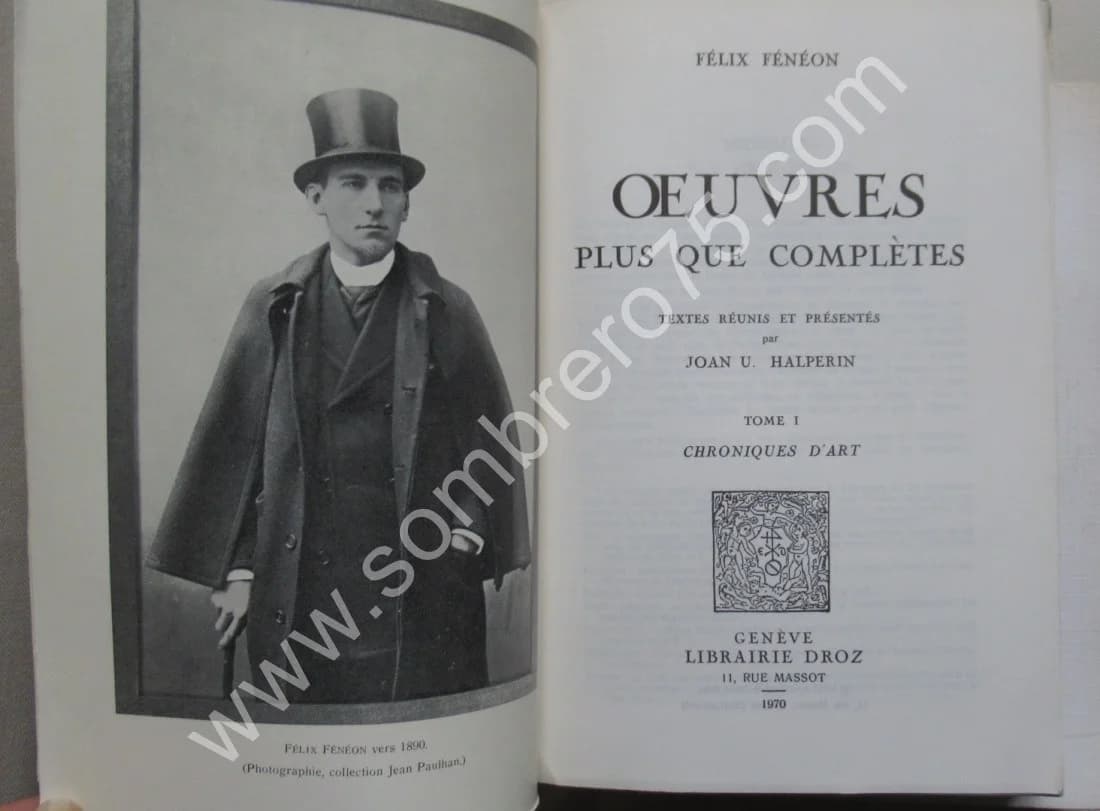 FÉLIX FÉNÉON vers 1890.
(Photographie, collection Jean Paulhan.)
FÉLIX FÉNÉON
ŒUVRES
PLUS QUE COMPLÈTES
TEXTES RÉUNIS ET PRÉSENTÉS
par
JOAN U. HALPERIN
TOME I
CHRONIQUES D'ART
GENÈVE
LIBRAIRIE DROZ
11, RUE MASSOT
1970
www.sombrero75.com